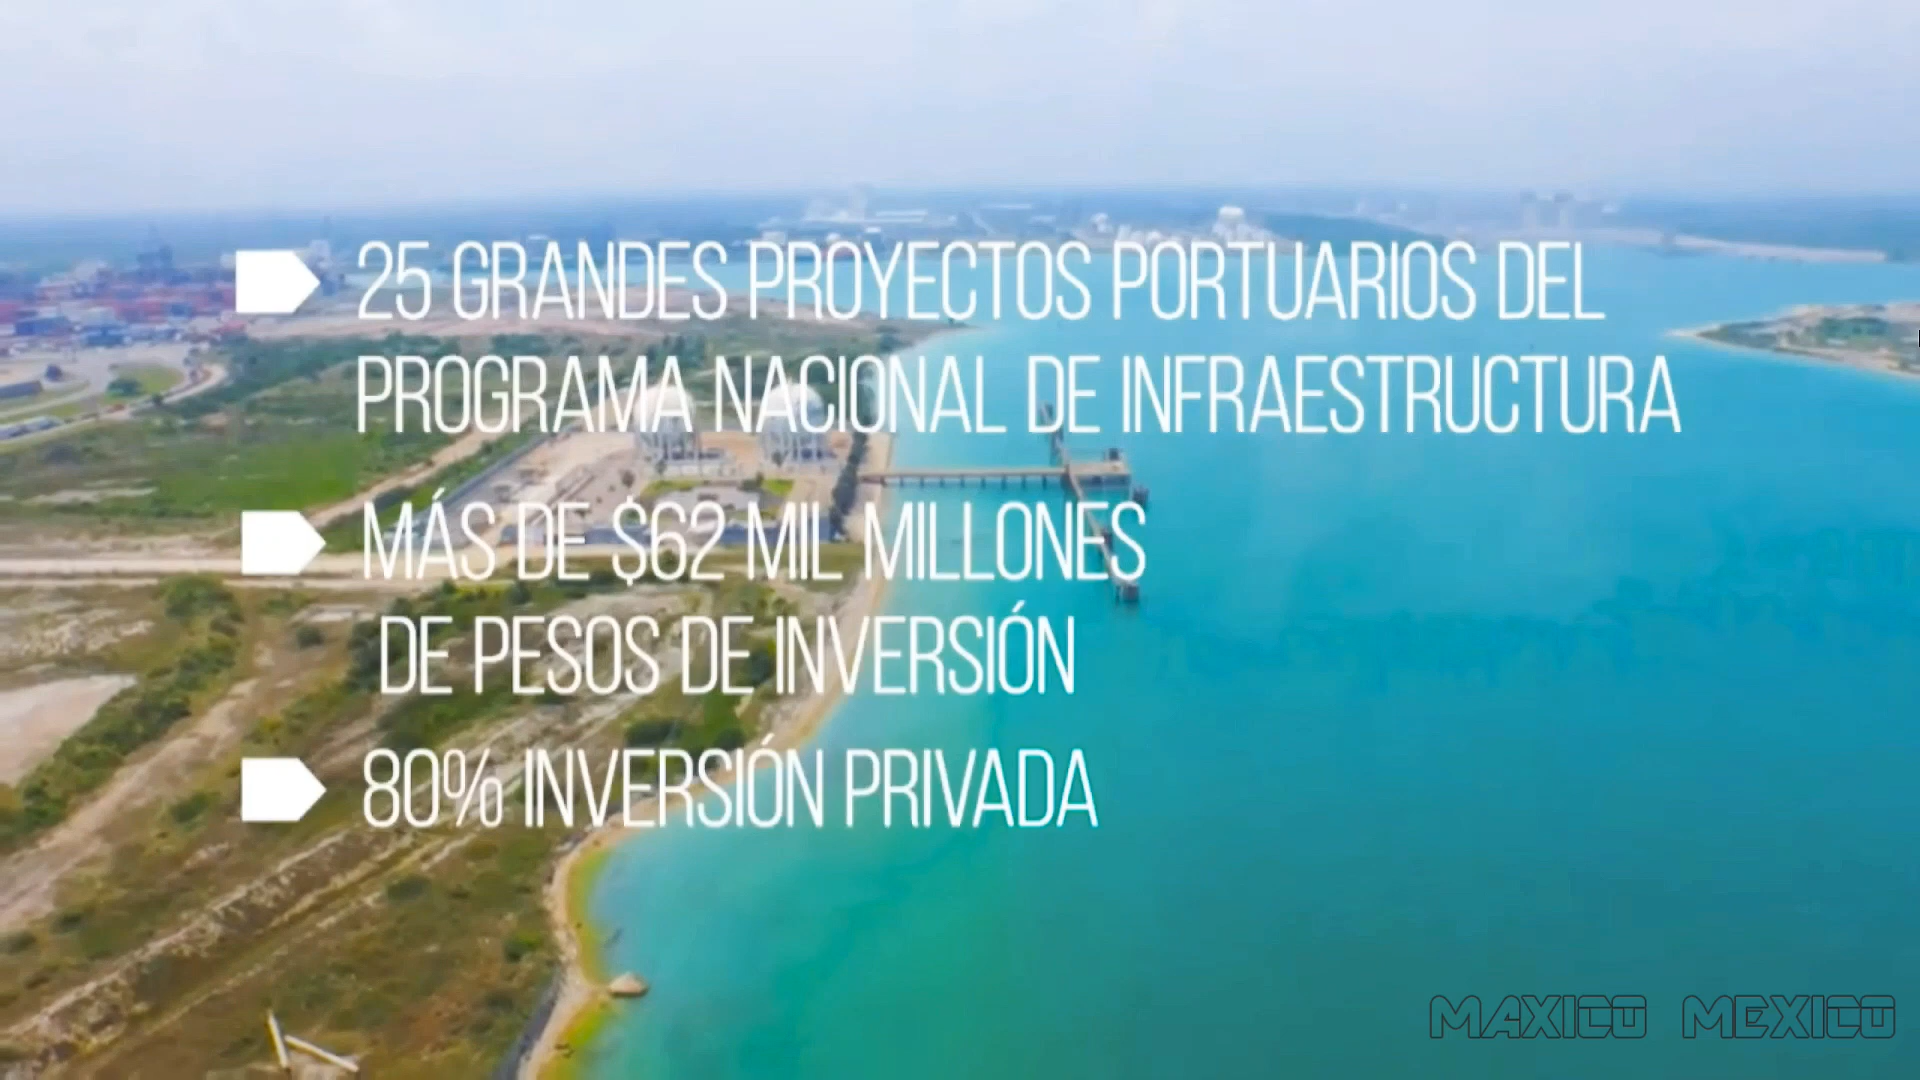 25 GRANDES PROYECTOS PORTUARIOS DEL
PROGRAMA NACIONAL DE INFRAESTRUCTURA
MÁS DE $62 MIL MILLONES
DE PESOS DE INVERSIÓN
80% INVERSIÓN PRIVADA
MAXICO MEXICO